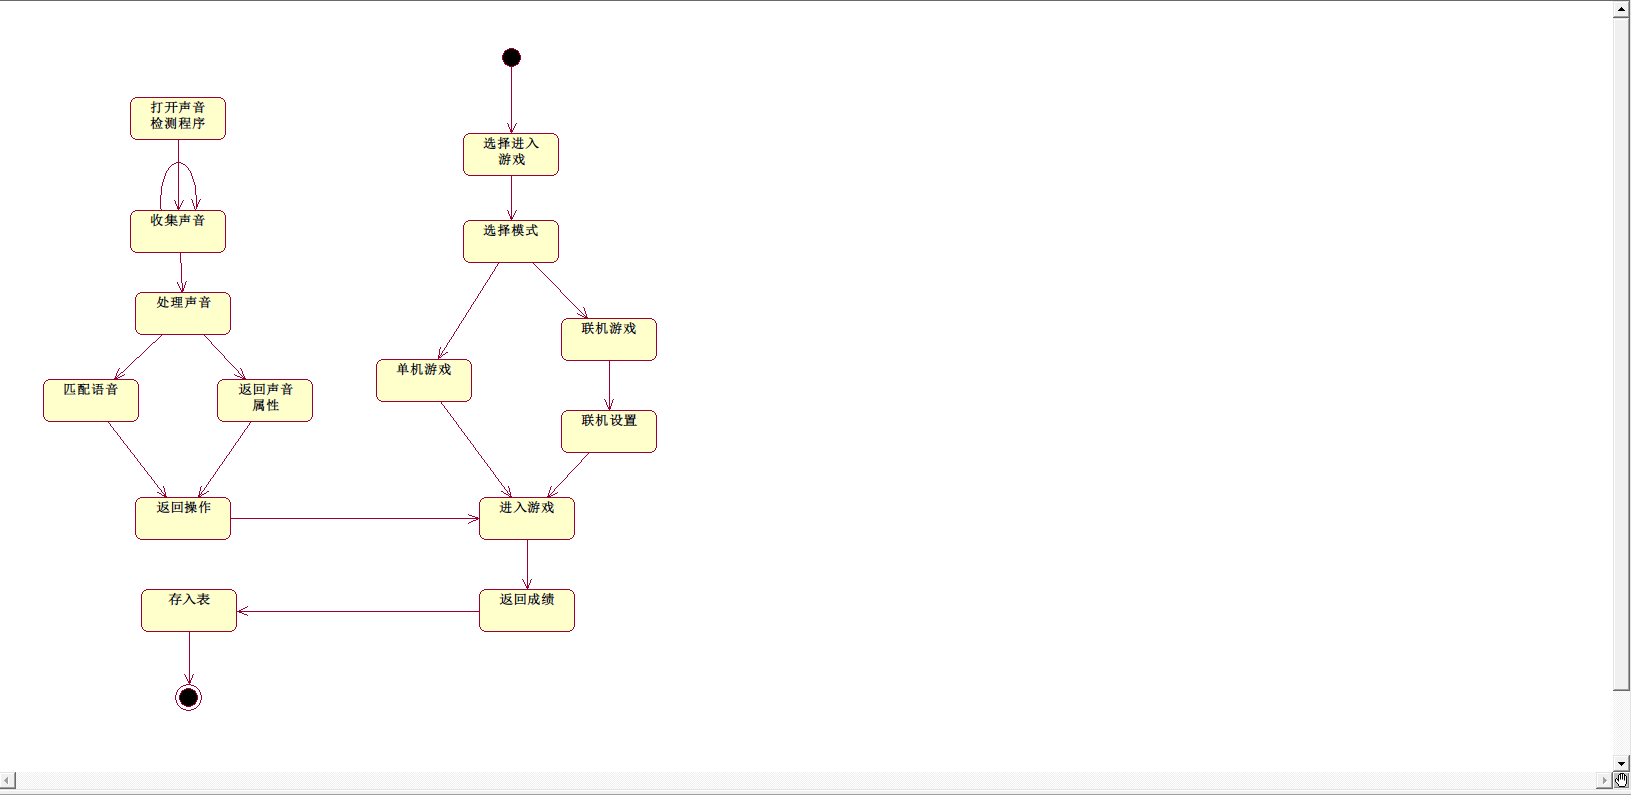 打开声音
检测程序
收集声音
处理声音
匹配语音
返回声音
属性
返回操作
存入表
选择进入
游戏
选择模式
单机游戏
联机游戏
联机设置
进入游戏
返回成绩